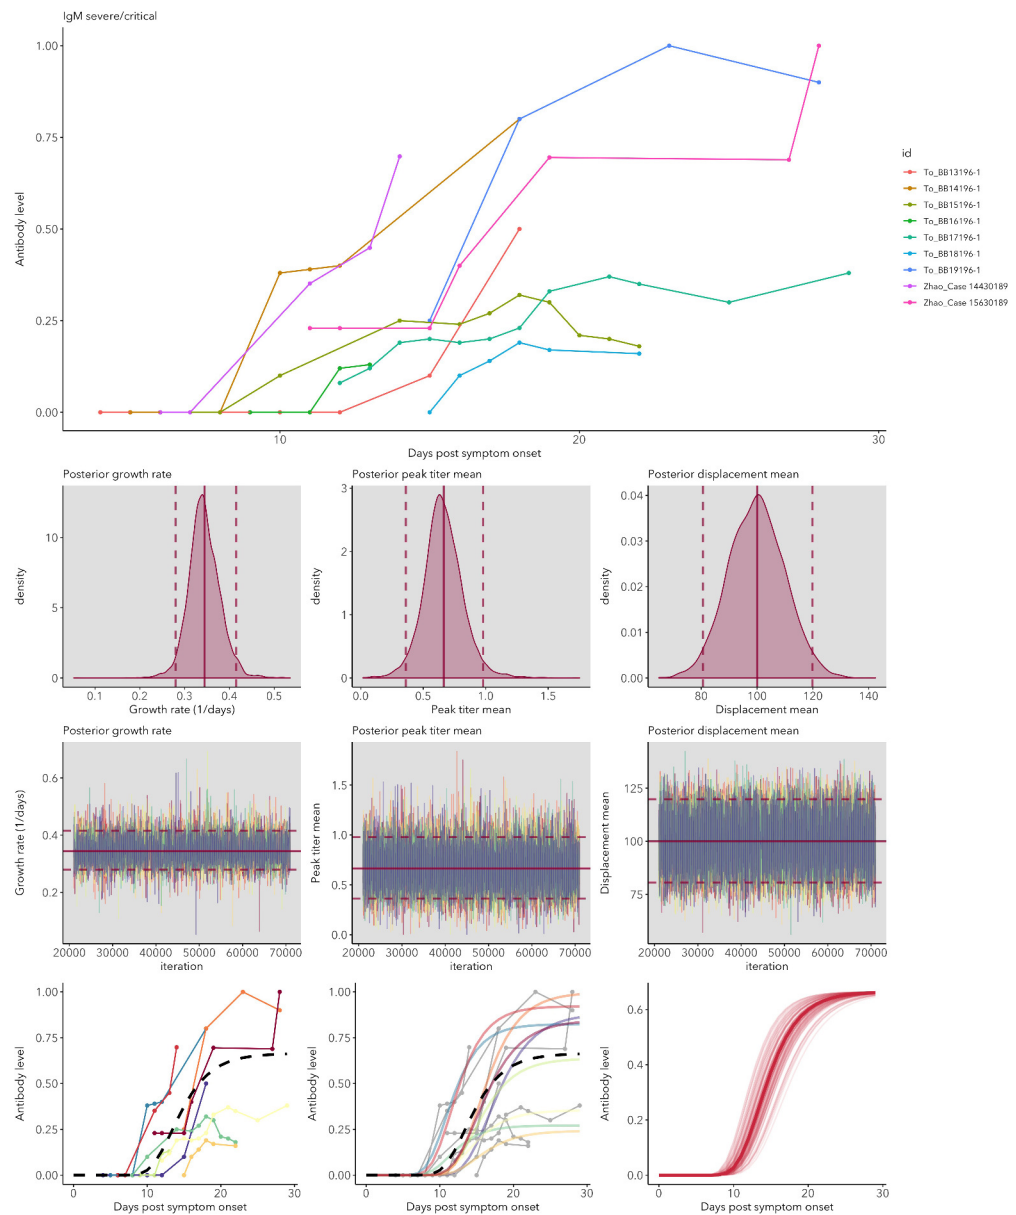 IgM severe/critical
1.00
0.75
0.50
0.25
0.00
Antibody level
10
20
30
Days post symptom onset
id
To_BB13196-1
To_BB14196-1
To_BB15196-1
To_BB16196-1
To_BB17196-1
To_BB18196-1
To_BB19196-1
Zhao_Case 14430189
Zhao_Case 15630189
Posterior growth rate
10
5
0
density
0.1
0.2
0.3
0.4
0.5
Growth rate (1/days)
Posterior peak titer mean
3
2
1
0
density
0.0
0.5
1.0
1.5
Peak titer mean
Posterior displacement mean
0.04
0.03
0.02
0.01
0.00
density
80
100
120
140
Displacement mean
Posterior growth rate
0.6
0.4
0.2
Growth rate (1/days)
20000
30000
40000
50000
60000
70000
iteration
Posterior peak titer mean
1.5
1.0
0.5
0.0
Peak titer mean
20000
30000
40000
50000
60000
70000
iteration
Posterior displacement mean
125
100
75
Displacement mean
20000
30000
40000
50000
60000
70000
iteration
1.00
0.75
0.50
0.25
0.00
Antibody level
0
10
20
30
Days post symptom onset
1.00
0.75
0.50
0.25
0.00
Antibody level
0
10
20
30
Days post symptom onset
0.6
0.4
0.2
0.0
Antibody level
0
10
20
30
Days post symptom onset